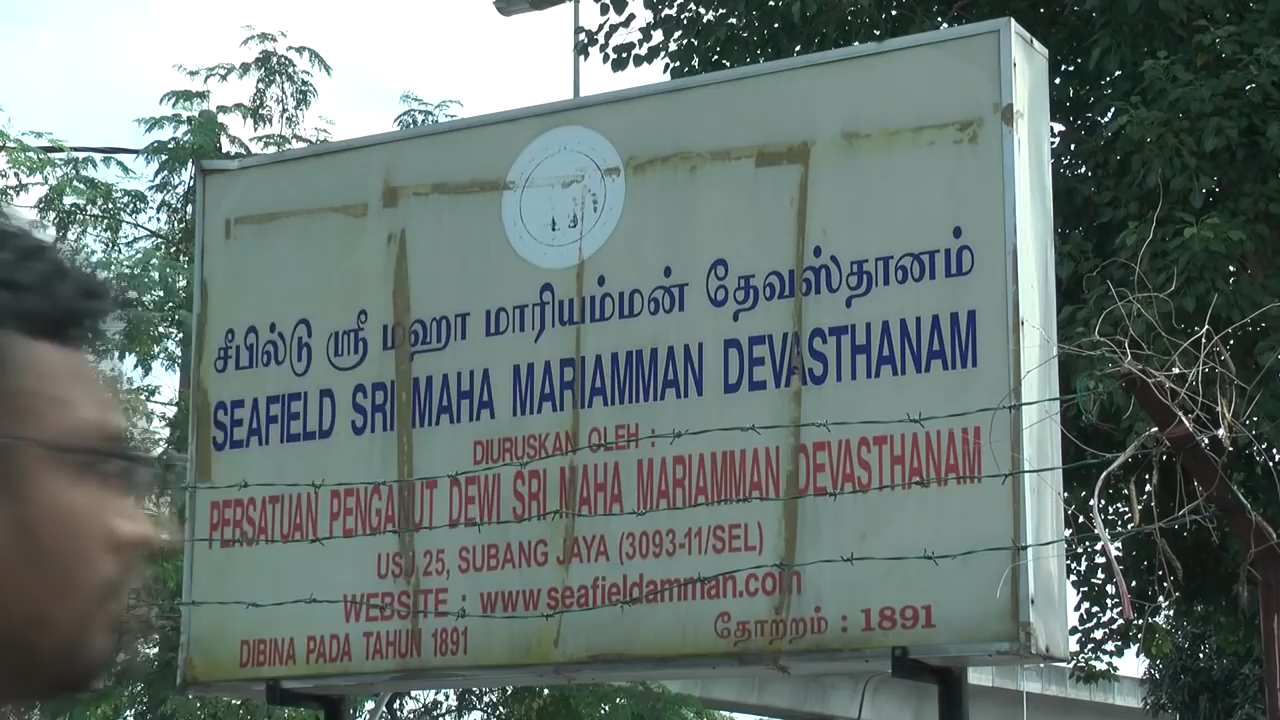 சீபில்டு ஸ்ரீ மஹா மாரியம்மன் தேவஸ்தானம்
SEAFIELD SRI MAHA MARIAMMAN DEVASTHANAM
DIURUSKAN OLEH :
PERSATUAN PENGANUT DEWI SRI MAHA MARIAMMAN DEVASTHANAM
USJ 25, SUBANG JAYA (3093-11/SEL)
WEBSITE : www.seafieldamman.com
DIBINA PADA TAHUN 1891
தோற்றம் : 1891